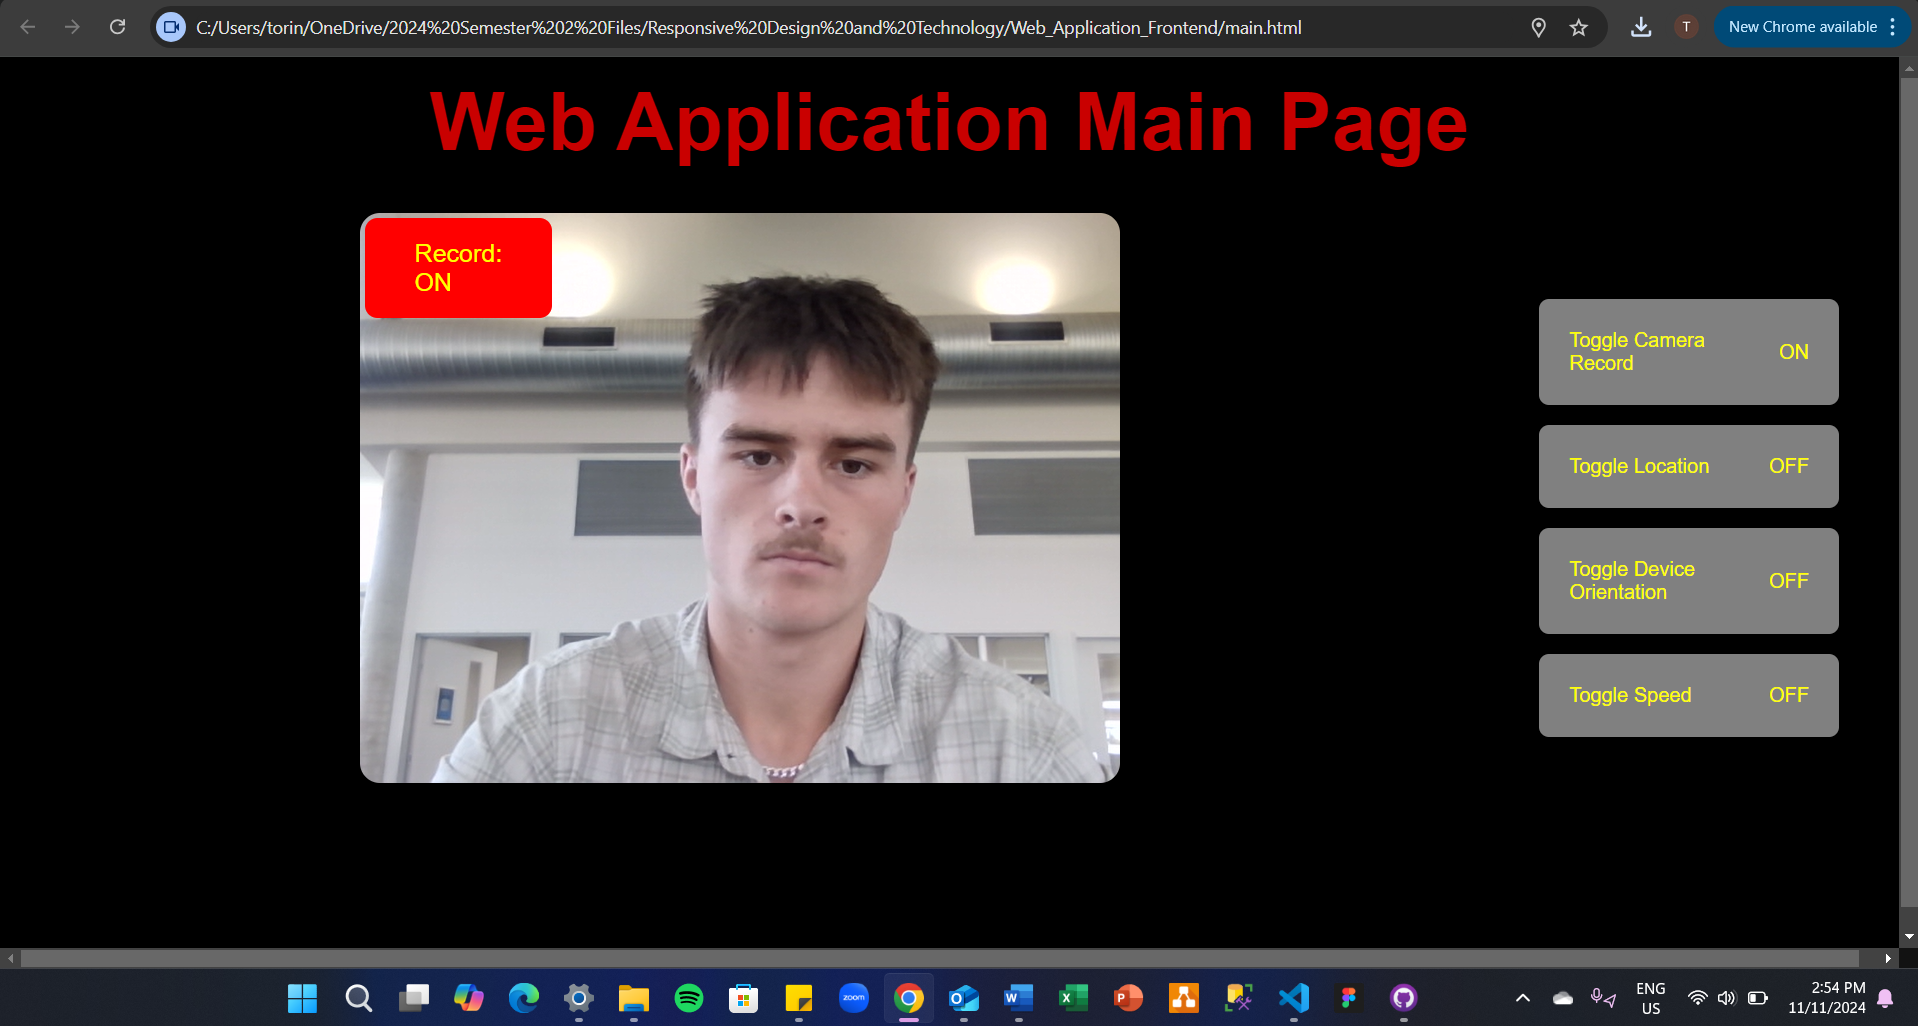 C:/Users/torin/OneDrive/2024%20Semester%202%20Files/Responsive%20Design%20and%20Technology/Web_Application_Frontend/main.html
T
New Chrome available
Web Application Main Page
Record:
ON
Toggle Camera
Record
ON
Toggle Location
OFF
Toggle Device
Orientation
OFF
Toggle Speed
OFF
zoom
O
W
X
P
ENG
US
2:54 PM
11/11/2024